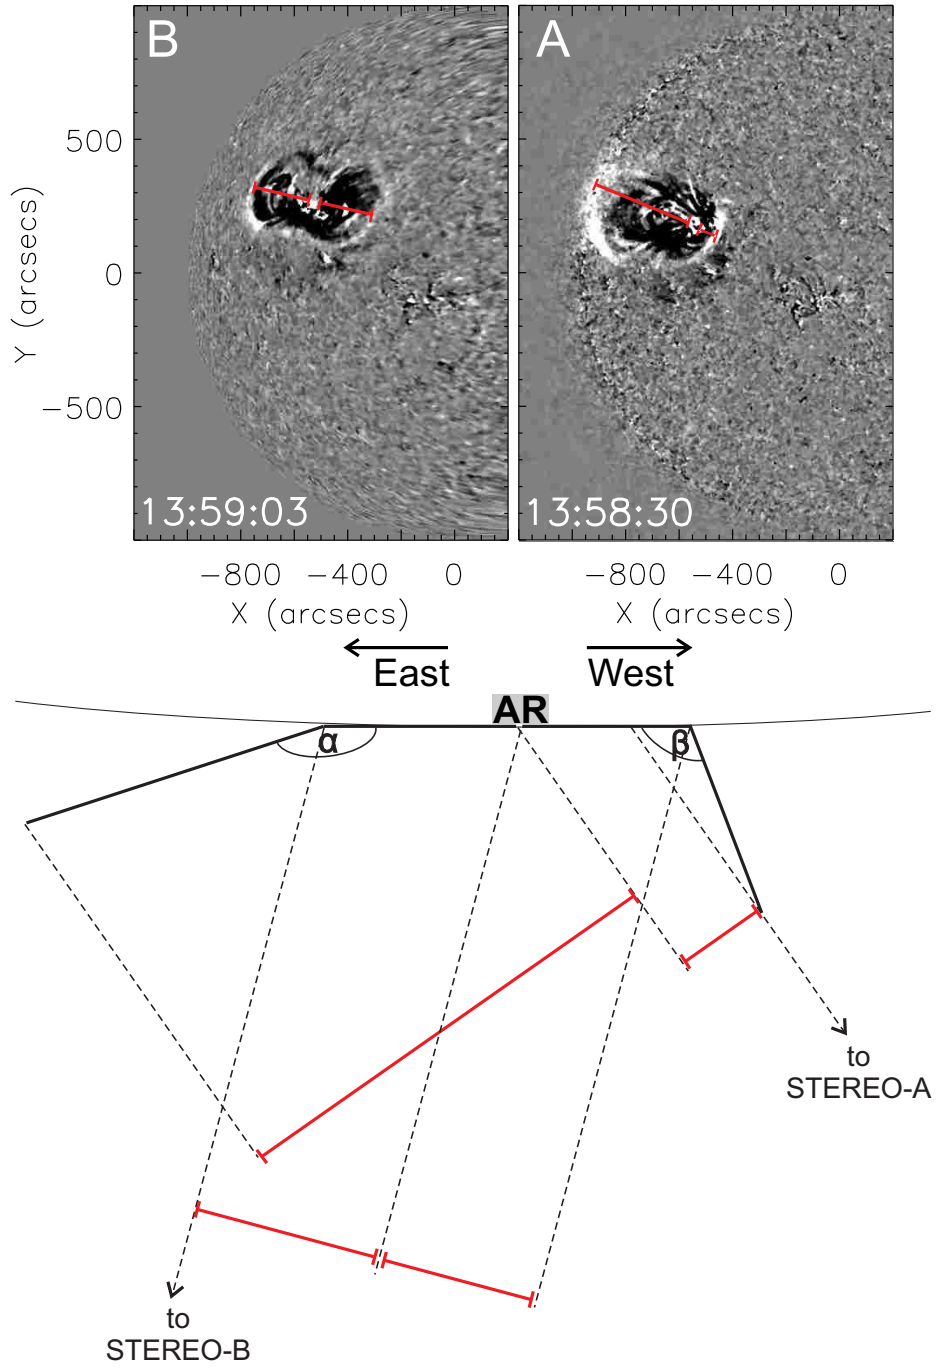 B
A
500
0
−500
Y (arcsecs)
13:59:03
13:58:30
−800 −400 0
−800 −400 0
X (arcsecs)
X (arcsecs)
East
West
AR
α
β
to
STEREO-A
to
STEREO-B